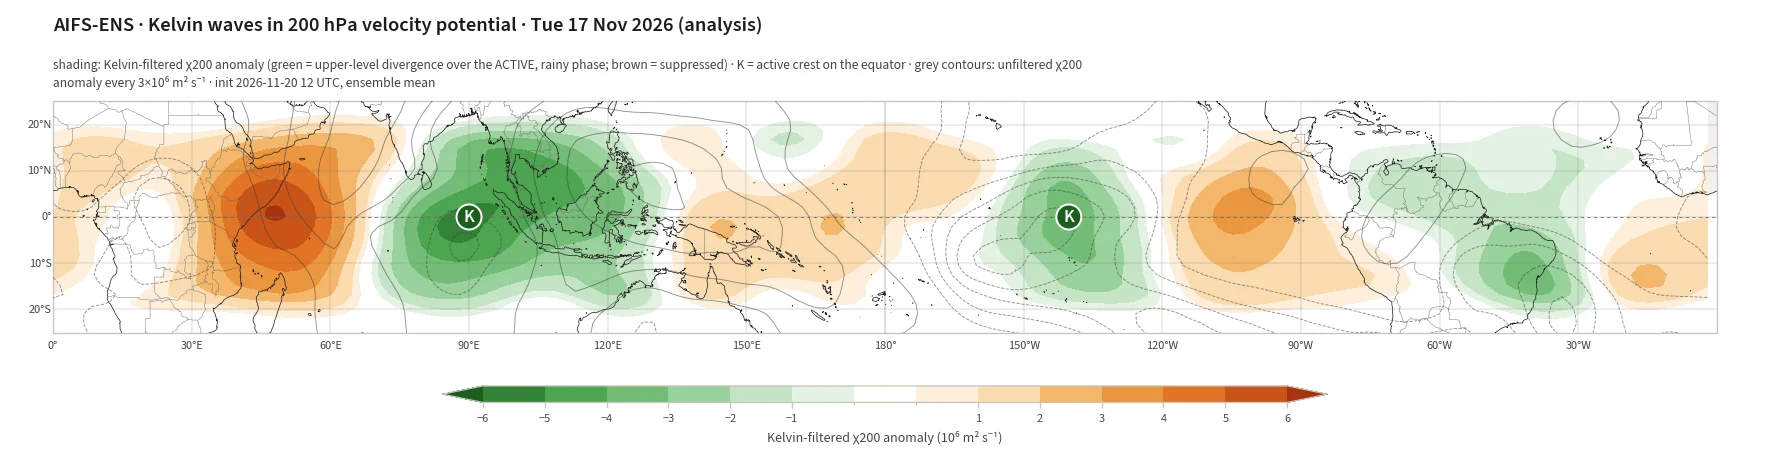 AIFS-ENS · Kelvin waves in 200 hPa velocity potential · Tue 17 Nov 2026 (analysis)
shading: Kelvin-filtered χ200 anomaly (green = upper-level divergence over the ACTIVE, rainy phase; brown = suppressed) · K = active crest on the equator · grey contours: unfiltered χ200
anomaly every 3×10⁶ m² s⁻¹ · init 2026-11-20 12 UTC, ensemble mean
20°N
10°N
0°
10°S
20°S
K K
0° 30°E 60°E 90°E 120°E 150°E 180° 150°W 120°W 90°W 60°W 30°W
−6 −5 −4 −3 −2 −1 1 2 3 4 5 6
Kelvin-filtered χ200 anomaly (10⁶ m² s⁻¹)